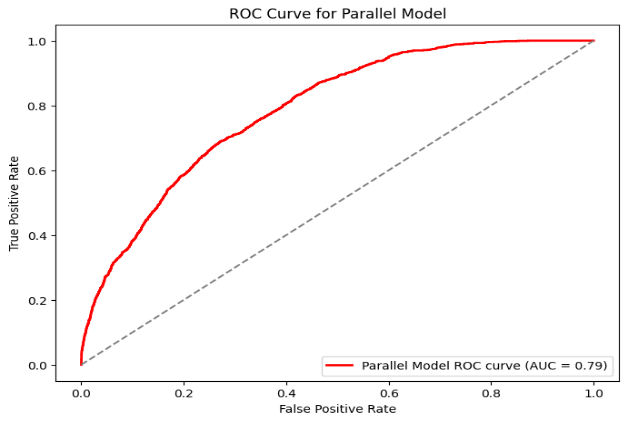 ROC Curve for Parallel Model
1.0
0.8
0.6
0.4
0.2
0.0
True Positive Rate
0.0 0.2 0.4 0.6 0.8 1.0
False Positive Rate
Parallel Model ROC curve (AUC = 0.79)